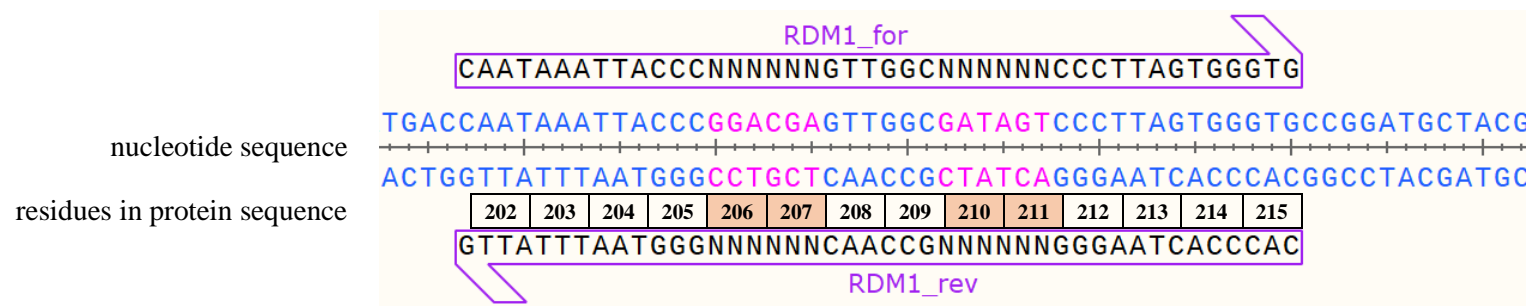 RDM1_for
CAATAAATTACCCNNNNNNGTTGGCNNNNNNCCCTTAGTGGGTG
TGACCAATAAATTACCCGGACGAGTTGGCGATAGTCCCTTAGTGGGTGCCGGATGCTACG
nucleotide sequence
ACTGGTTATTTAATGGGCCTGCTCAACCGCTATCAGGGAATCACCCACGGCCTACGATGC
residues in protein sequence 202 203 204 205 206 207 208 209 210 211 212 213 214 215
GTTATTTAATGGGNNNNNNCAACCGNNNNNNGGGAATCACCCAC
RDM1_rev